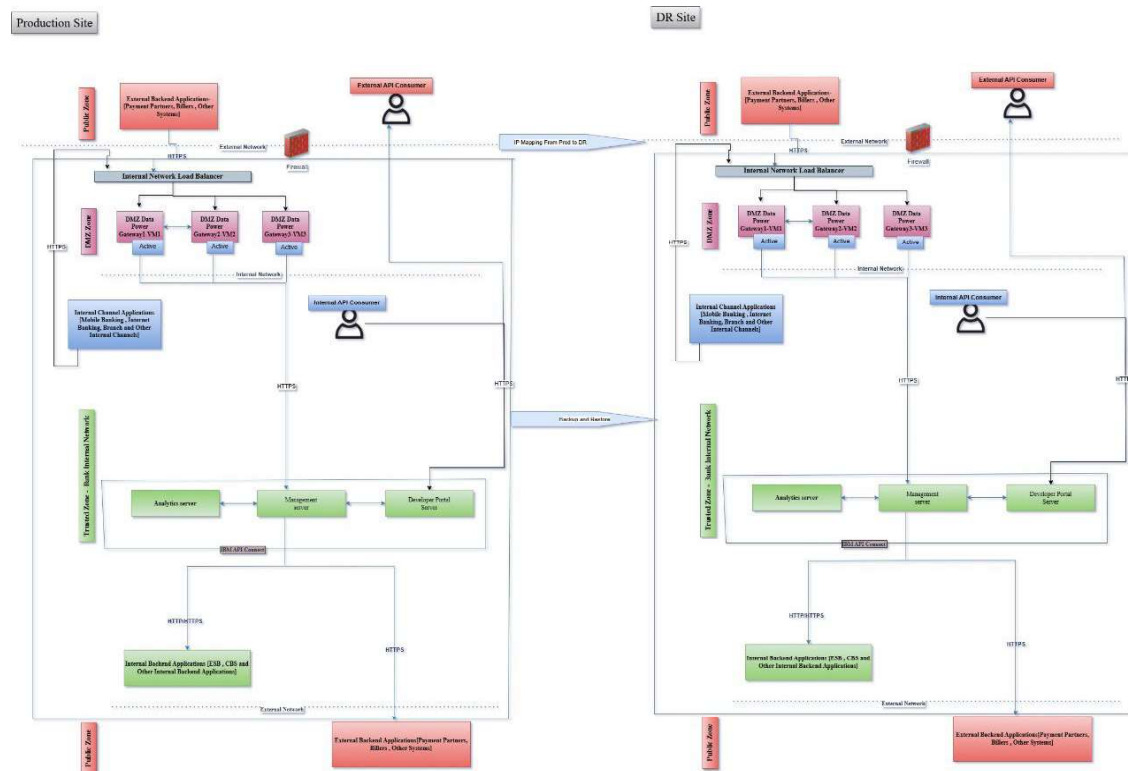 Production Site
DR Site
External API Consumer
External API Consumer
Public Zone
External Backend Applications-
[Payment Partners, Billers , Other
Systems]
Public Zone
External Backend Applications-
[Payment Partners, Billers , Other
Systems]
IP Mapping From Prod to DR
External Network
HTTPS
Firewall
External Network
HTTPS
Firewall
Internal Network Load Balancer
Internal Network Load Balancer
DMZ Zone
DMZ Data
Power
Gateway1-VM1
Active
DMZ Data
Power
Gateway2-VM2
Active
DMZ Data
Power
Gateway3-VM3
Active
DMZ Zone
DMZ Data
Power
Gateway1-VM1
Active
DMZ Data
Power
Gateway2-VM2
Active
DMZ Data
Power
Gateway3-VM3
Active
HTTPS
HTTPS
Internal Network
Internal Network
Internal Channel Applications
[Mobile Banking , Internet
Banking, Branch and Other
Internal Channels]
Internal API Consumer
Internal Channel Applications
[Mobile Banking , Internet
Banking, Branch and Other
Internal Channels]
Internal API Consumer
HTTPS
HTTPS
HTTPS
HTTPS
Backup and Restore
Trusted Zone - Bank Internal Network
Analytics server
Management
server
Developer Portal
Server
IBM API Connect
Trusted Zone - Bank Internal Network
Analytics server
Management
server
Developer Portal
Server
IBM API Connect
HTTP/HTTPS
HTTPS
HTTP/HTTPS
HTTPS
Internal Backend Applications [ESB , CBS and
Other Internal Backend Applications]
Internal Backend Applications [ESB , CBS and
Other Internal Backend Applications]
External Network
External Network
Public Zone
External Backend Applications[Payment Partners,
Billers , Other Systems]
Public Zone
External Backend Applications[Payment Partners,
Billers , Other Systems]